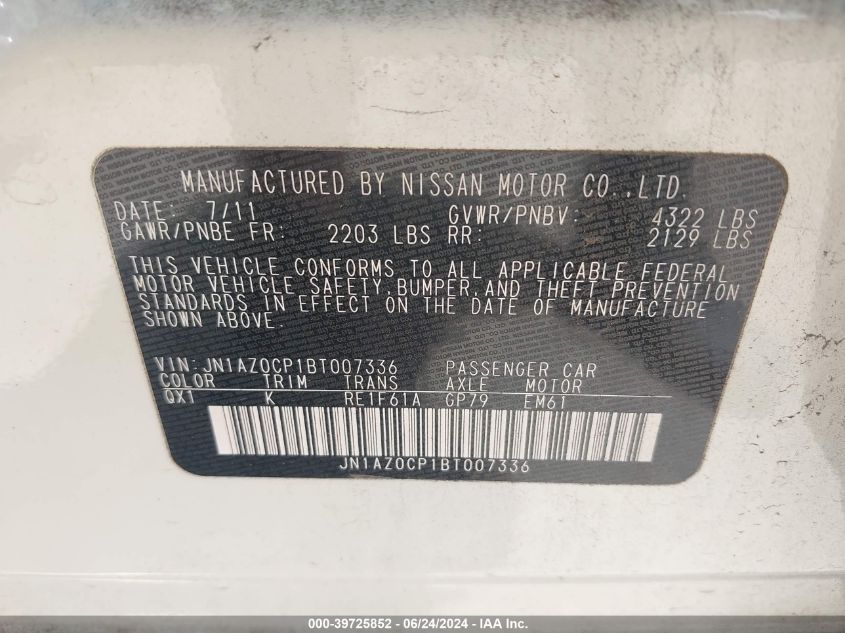 MANUFACTURED BY NISSAN MOTOR CO.,LTD.
DATE: 7/11 GVWR/PNBV: 4322 LBS
GAWR/PNBE FR: 2203 LBS RR: 2129 LBS
THIS VEHICLE CONFORMS TO ALL APPLICABLE FEDERAL
MOTOR VEHICLE SAFETY,BUMPER,AND THEFT PREVENTION
STANDARDS IN EFFECT ON THE DATE OF MANUFACTURE
SHOWN ABOVE.
VIN:JN1AZ0CP1BT007336 PASSENGER CAR
COLOR TRIM TRANS AXLE MOTOR
QX1 K RE1F61A GP79 EM61
JN1AZ0CP1BT007336
000-39725852 - 06/24/2024 - IAA Inc.